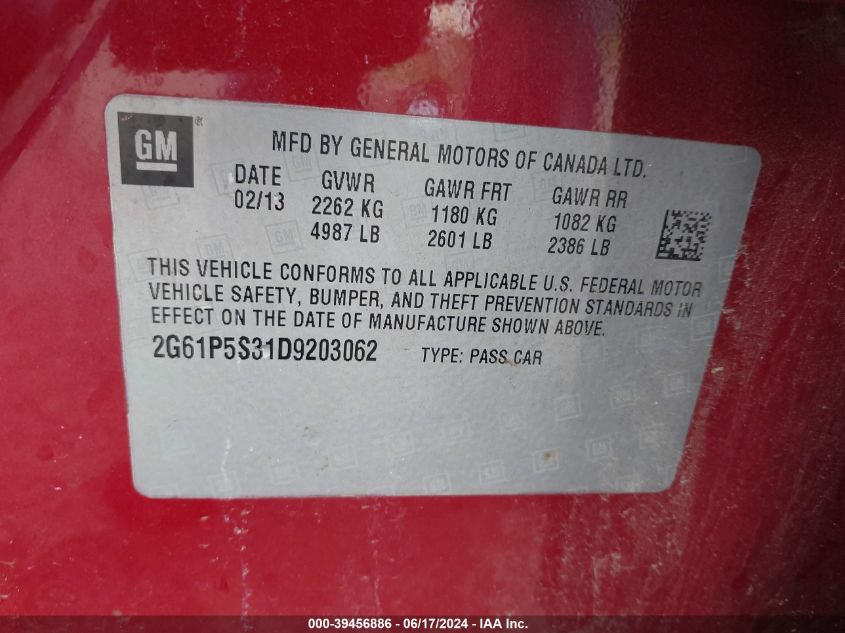 GM
MFD BY GENERAL MOTORS OF CANADA LTD.
DATE GVWR GAWR FRT GAWR RR
02/13 2262 KG 1180 KG 1082 KG
4987 LB 2601 LB 2386 LB
THIS VEHICLE CONFORMS TO ALL APPLICABLE U.S. FEDERAL MOTOR
VEHICLE SAFETY, BUMPER, AND THEFT PREVENTION STANDARDS IN
EFFECT ON THE DATE OF MANUFACTURE SHOWN ABOVE.
2G61P5S31D9203062 TYPE: PASS CAR
000-39456886 - 06/17/2024 - IAA Inc.